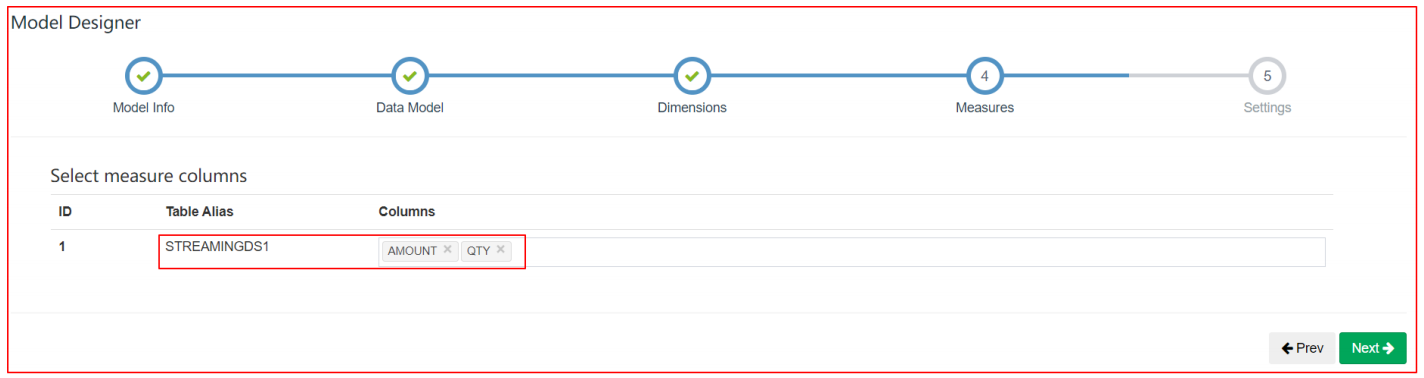 Model Designer
4 5
Model Info Data Model Dimensions Measures Settings
Select measure columns
ID Table Alias Columns
1 STREAMINGDS1 AMOUNT × QTY ×
Prev Next